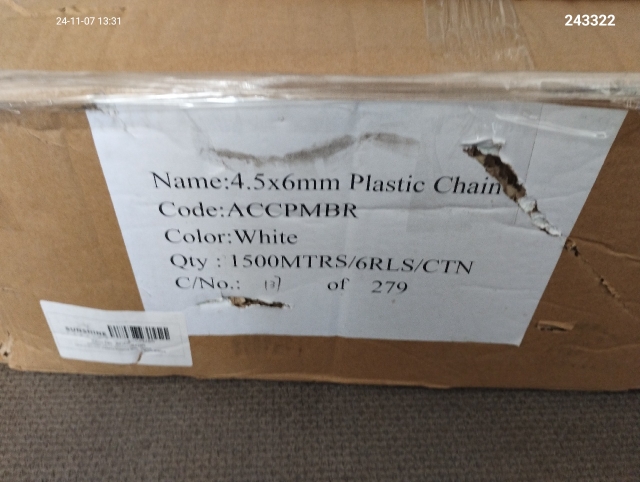 24-11-07 13:31
243322
Name:4.5x6mm Plastic Chain
Code:ACCPMBR
Color:White
Qty : 1500MTRS/6RLS/CTN
C/No.: of 279
SUNSHINE